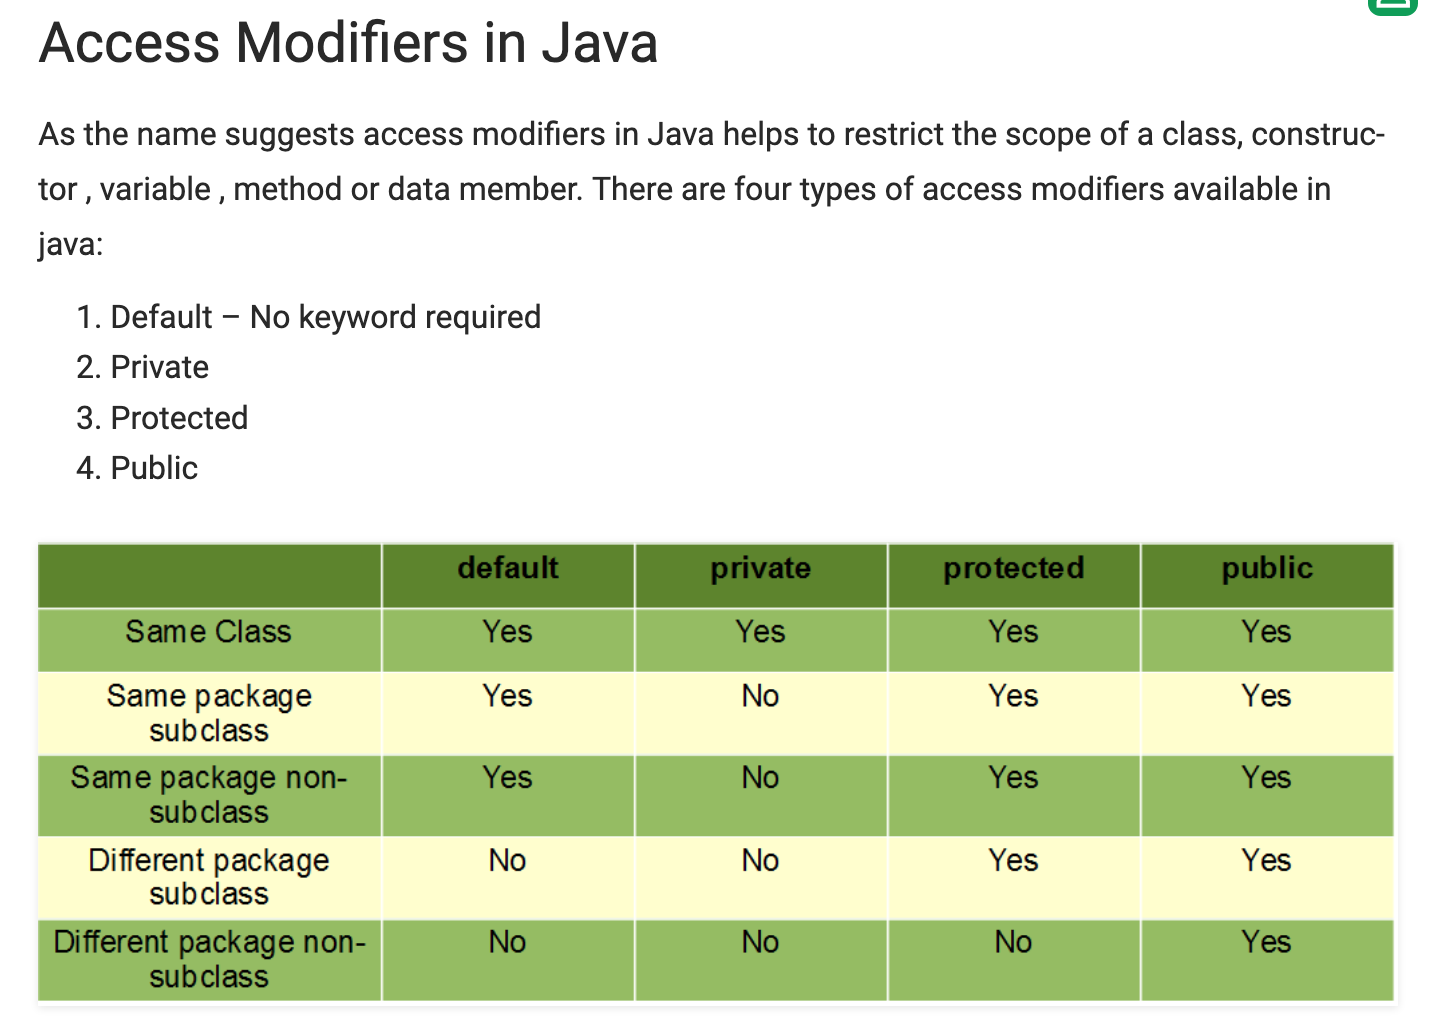 Access Modifiers in Java
As the name suggests access modifiers in Java helps to restrict the scope of a class, construc-
tor , variable , method or data member. There are four types of access modifiers available in
java:
1. Default – No keyword required
2. Private
3. Protected
4. Public
default private protected public
Same Class Yes Yes Yes Yes
Same package Yes No Yes Yes
subclass
Same package non- Yes No Yes Yes
subclass
Different package No No Yes Yes
subclass
Different package non- No No No Yes
subclass